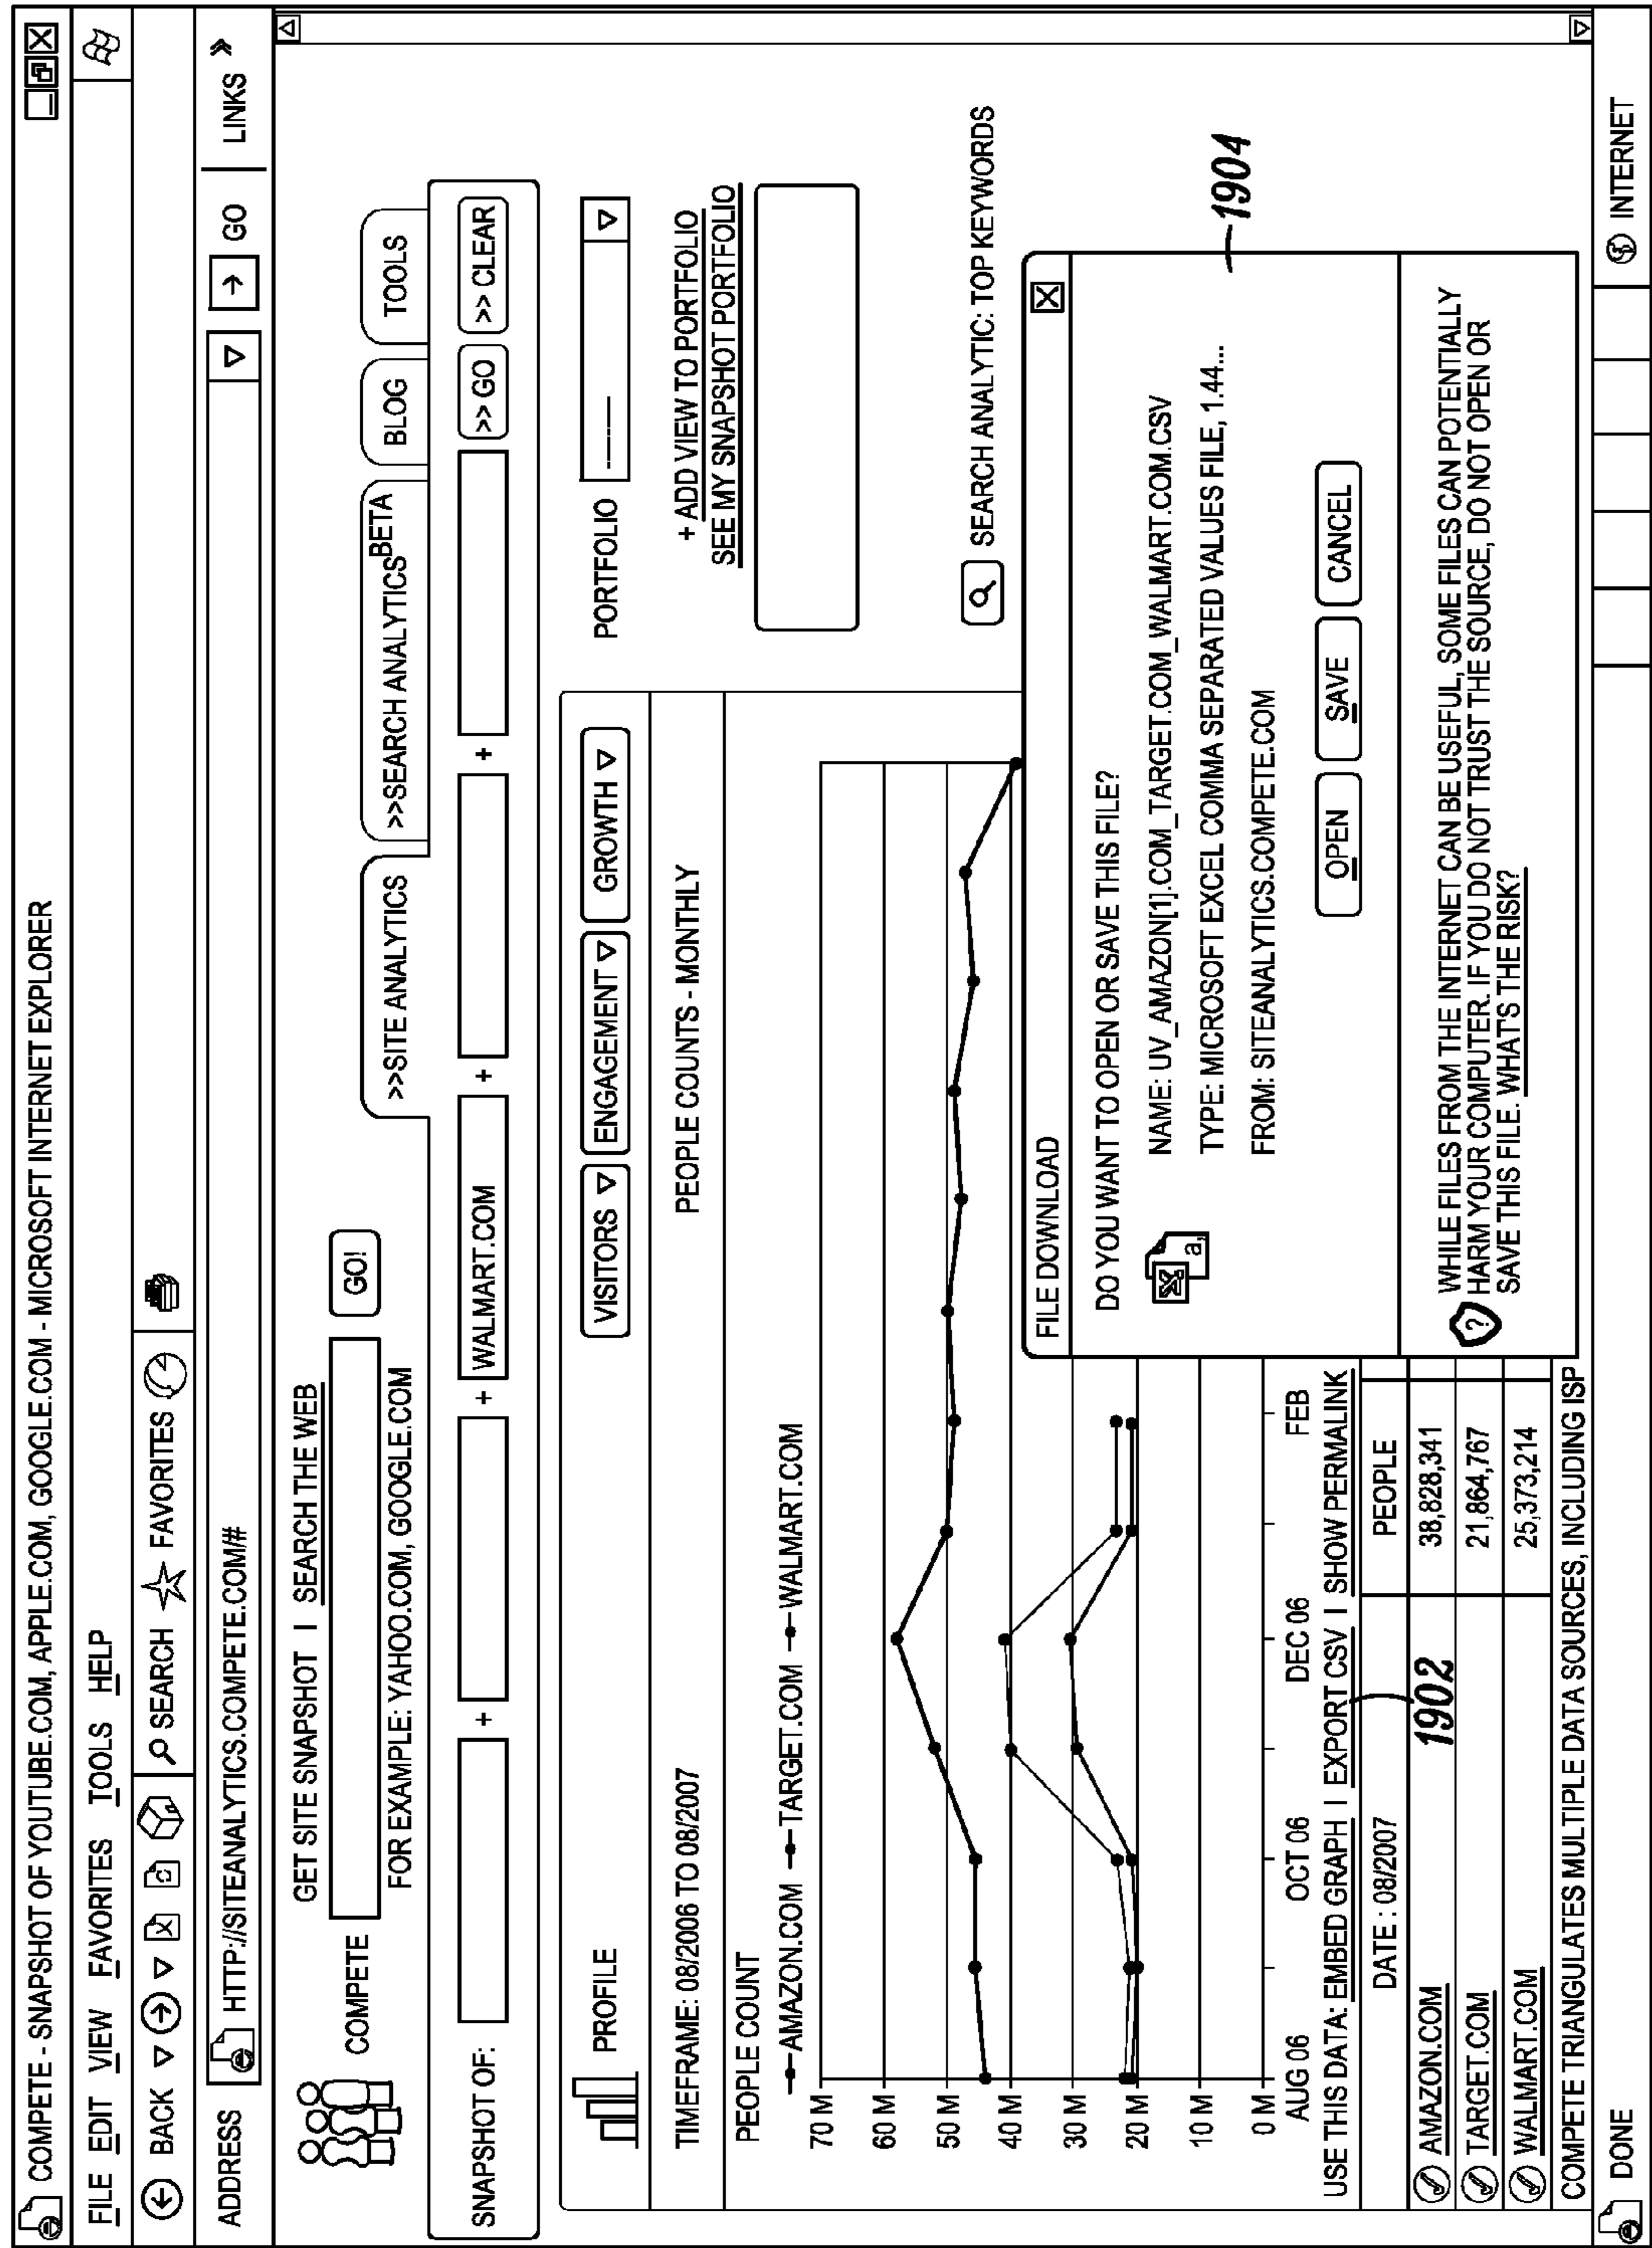 COMPETE - SNAPSHOT OF YOUTUBE.COM, APPLE.COM, GOOGLE.COM - MICROSOFT INTERNET EXPLORER
FILE EDIT VIEW FAVORITES TOOLS HELP
BACK SEARCH FAVORITES
ADDRESS HTTP://SITEANALYTICS.COMPETE.COM/# GO LINKS »
GET SITE SNAPSHOT I SEARCH THE WEB
COMPETE GO!
FOR EXAMPLE: YAHOO.COM, GOOGLE.COM
>>SITE ANALYTICS >>SEARCH ANALYTICS BETA BLOG TOOLS
SNAPSHOT OF: + + WALMART.COM + + >> GO >> CLEAR
PROFILE VISITORS ENGAGEMENT GROWTH PORTFOLIO
TIMEFRAME: 08/2006 TO 08/2007 PEOPLE COUNTS - MONTHLY
+ ADD VIEW TO PORTFOLIO
SEE MY SNAPSHOT PORTFOLIO
PEOPLE COUNT
AMAZON.COM TARGET.COM WALMART.COM
70 M
60 M
50 M
40 M
30 M
20 M
10 M
0 M
AUG 06 OCT 06 DEC 06 FEB
SEARCH ANALYTIC: TOP KEYWORDS
USE THIS DATA: EMBED GRAPH I EXPORT CSV I SHOW PERMALINK
1902
DATE : 08/2007 PEOPLE
AMAZON.COM 38,828,341
TARGET.COM 21,864,767
WALMART.COM 25,373,214
COMPETE TRIANGULATES MULTIPLE DATA SOURCES, INCLUDING ISP
FILE DOWNLOAD
1904
DO YOU WANT TO OPEN OR SAVE THIS FILE?
a,
NAME: UV_AMAZON[1].COM_TARGET.COM_WALMART.COM.CSV
TYPE: MICROSOFT EXCEL COMMA SEPARATED VALUES FILE, 1.44...
FROM: SITEANALYTICS.COMPETE.COM
OPEN SAVE CANCEL
? WHILE FILES FROM THE INTERNET CAN BE USEFUL, SOME FILES CAN POTENTIALLY
HARM YOUR COMPUTER. IF YOU DO NOT TRUST THE SOURCE, DO NOT OPEN OR
SAVE THIS FILE. WHAT'S THE RISK?
DONE INTERNET